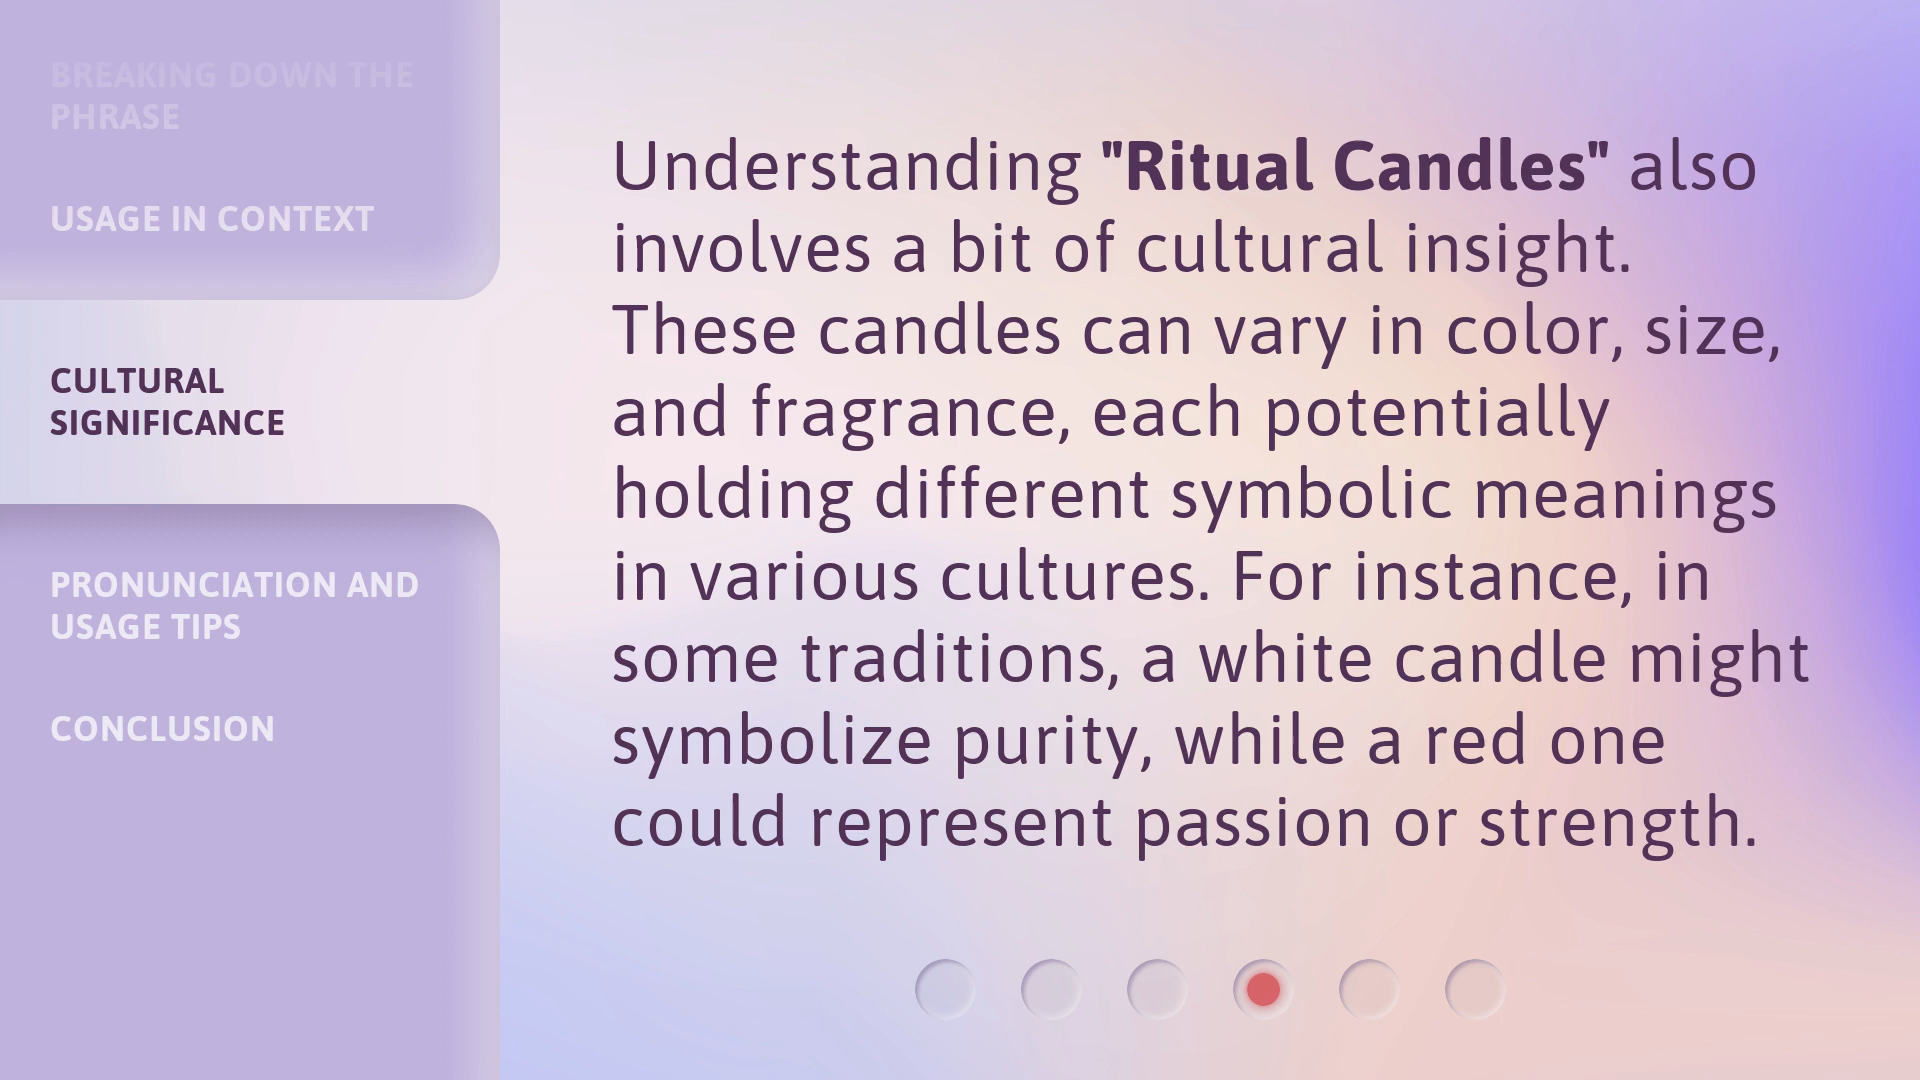 BREAKING DOWN THE
PHRASE
USAGE IN CONTEXT
CULTURAL
SIGNIFICANCE
PRONUNCIATION AND
USAGE TIPS
CONCLUSION
Understanding "Ritual Candles" also
involves a bit of cultural insight.
These candles can vary in color, size,
and fragrance, each potentially
holding different symbolic meanings
in various cultures. For instance, in
some traditions, a white candle might
symbolize purity, while a red one
could represent passion or strength.